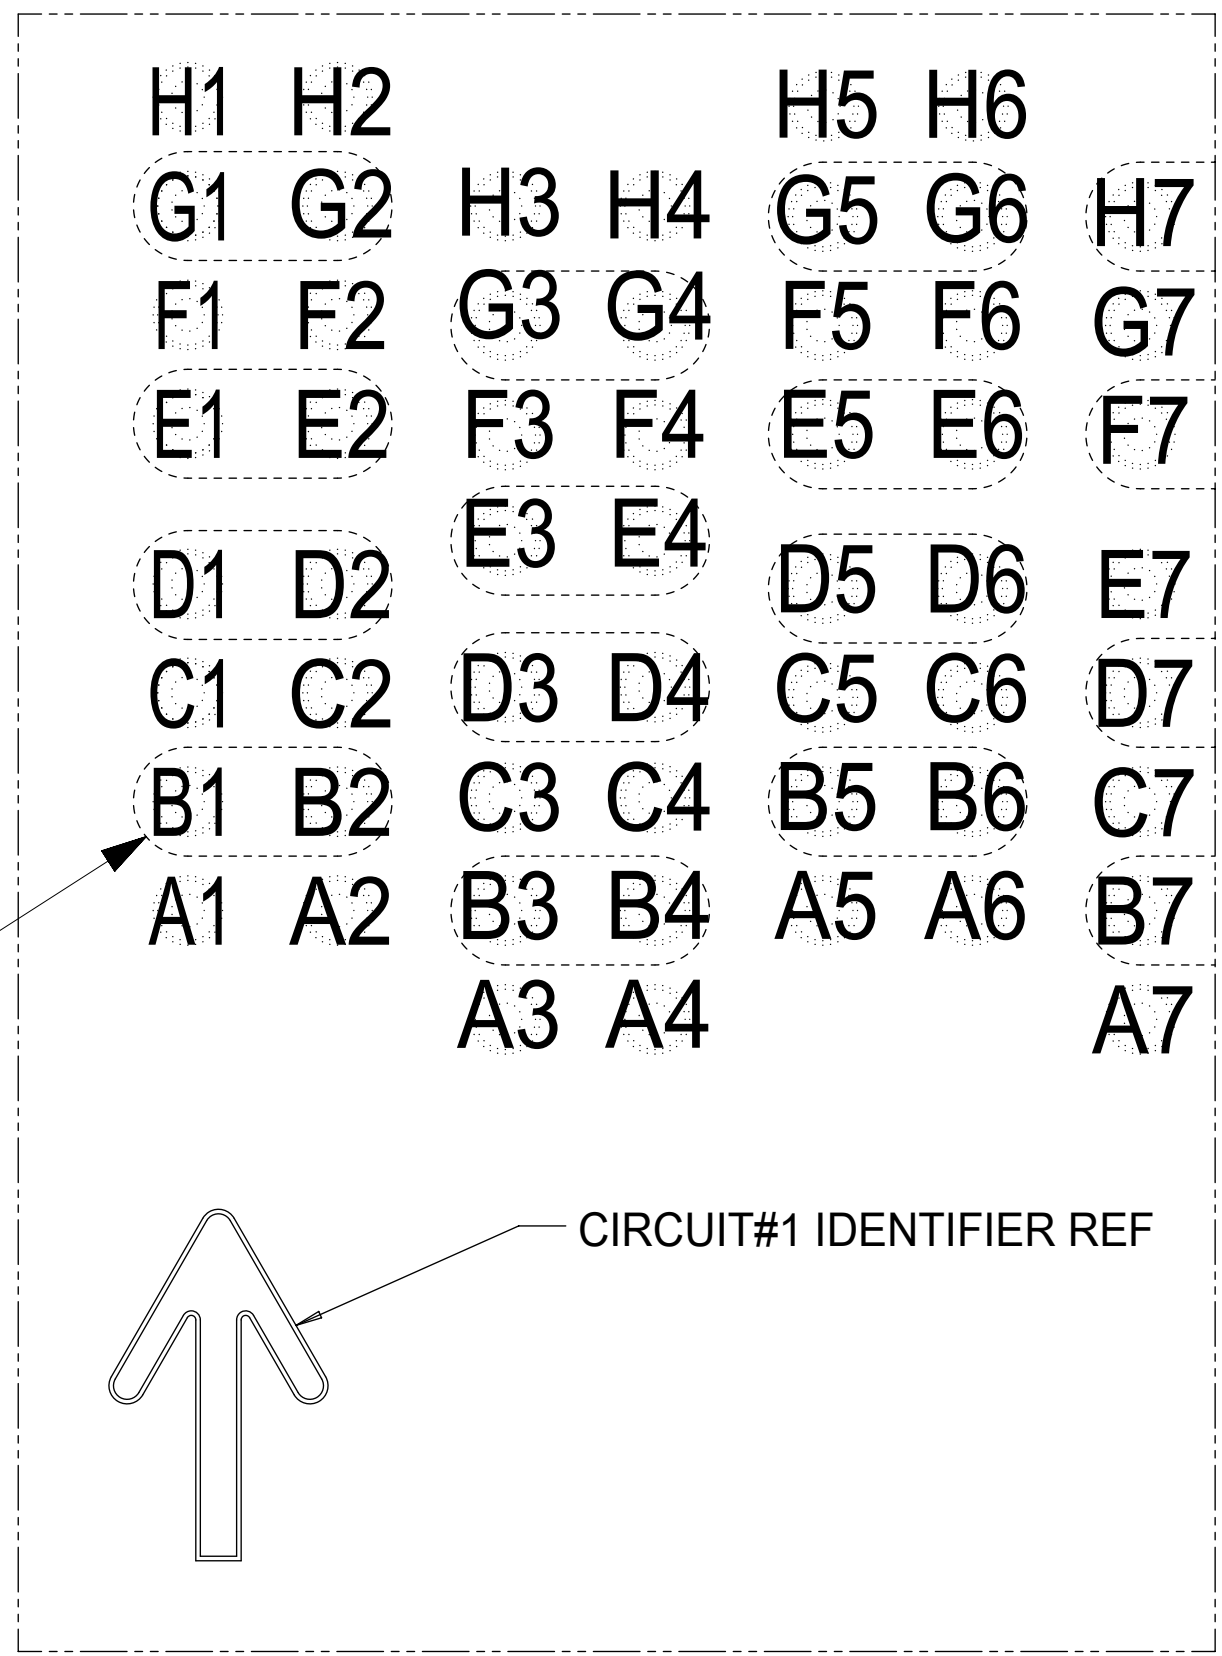 H1 H2 H5 H6
G1 G2 H3 H4 G5 G6 H7
F1 F2 G3 G4 F5 F6 G7
E1 E2 F3 F4 E5 E6 F7
E3 E4
D1 D2 D5 D6 E7
C1 C2 D3 D4 C5 C6 D7
B1 B2 C3 C4 B5 B6 C7
A1 A2 B3 B4 A5 A6 B7
A3 A4 A7
CIRCUIT#1 IDENTIFIER REF